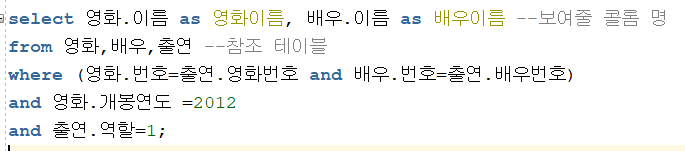 select 영화.이름 as 영화이름, 배우.이름 as 배우이름 --보여줄 콜롬 명
from 영화,배우,출연 --참조 테이블
where (영화.번호=출연.영화번호 and 배우.번호=출연.배우번호)
and 영화.개봉연도 =2012
and 출연.역할=1;